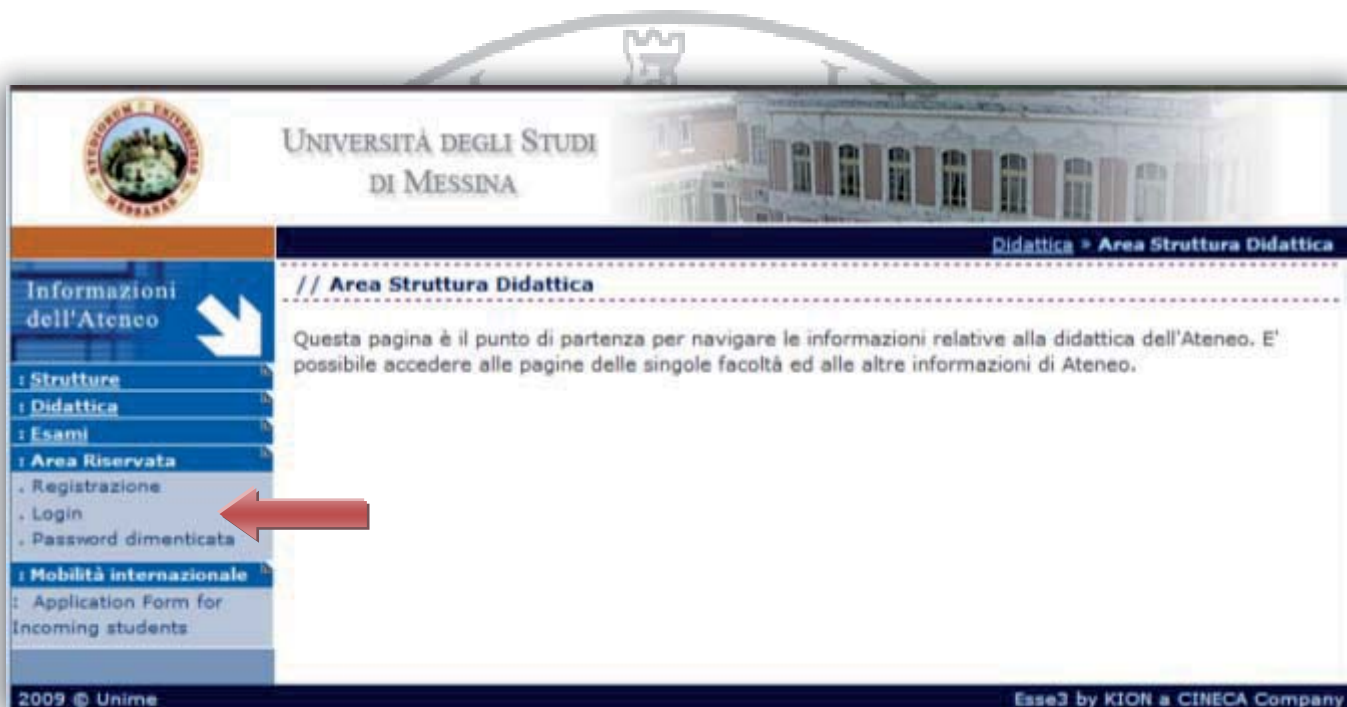 STUDIORUM UNIVERSITAS
MESSANAE
UNIVERSITÀ DEGLI STUDI
DI MESSINA
Didattica » Area Struttura Didattica
Informazioni
dell'Ateneo
// Area Struttura Didattica
Questa pagina è il punto di partenza per navigare le informazioni relative alla didattica dell'Ateneo. E'
possibile accedere alle pagine delle singole facoltà ed alle altre informazioni di Ateneo.
: Strutture
: Didattica
: Esami
: Area Riservata
. Registrazione
. Login
. Password dimenticata
: Mobilità internazionale
: Application Form for
Incoming students
2009 © Unime
Esse3 by KION a CINECA Company